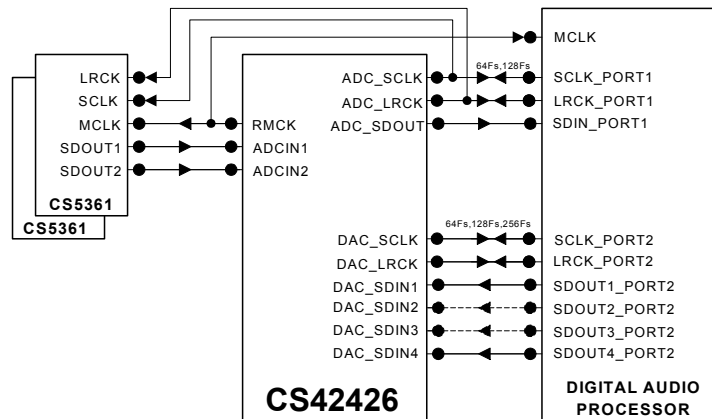 MCLK
64Fs,128Fs
LRCK
SCLK
MCLK
SDOUT1
SDOUT2
CS5361
CS5361
RMCK
ADCIN1
ADCIN2
ADC_SCLK
ADC_LRCK
ADC_SDOUT
SCLK_PORT1
LRCK_PORT1
SDIN_PORT1
64Fs,128Fs,256Fs
DAC_SCLK
DAC_LRCK
DAC_SDIN1
DAC_SDIN2
DAC_SDIN3
DAC_SDIN4
SCLK_PORT2
LRCK_PORT2
SDOUT1_PORT2
SDOUT2_PORT2
SDOUT3_PORT2
SDOUT4_PORT2
CS42426
DIGITAL AUDIO
PROCESSOR